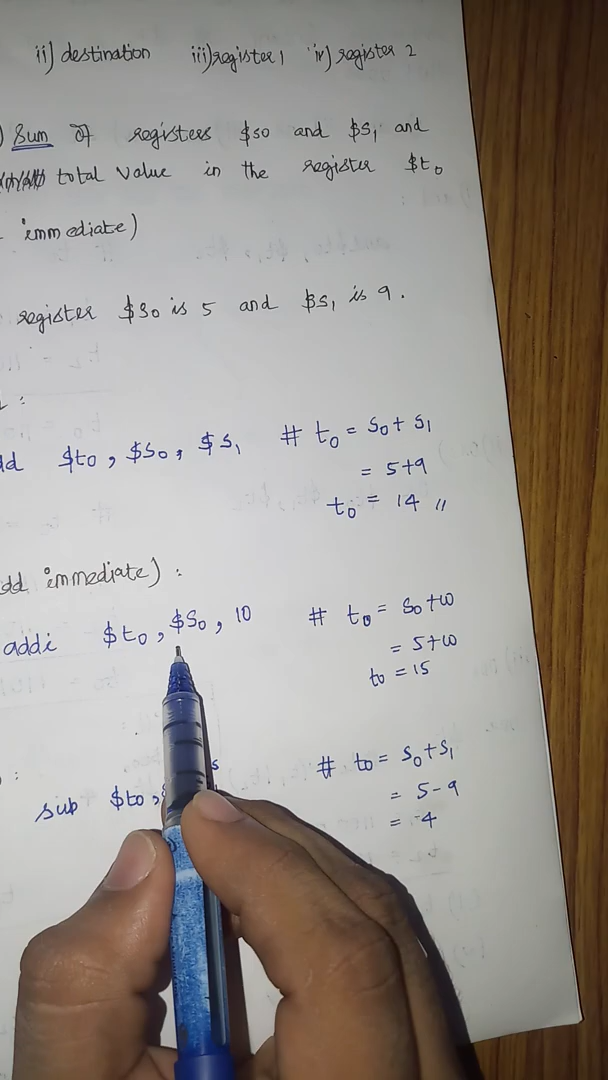 ii) destination iii) register 1 iv) register 2
) Sum of registers $s0 and $s1 and
total value in the register $t0
immediate)
register $s0 is 5 and $s1 is 9.
:
$t0, $s0, $s1 # t0 = s0 + s1
= 5+9
t0 = 14 //
dd immediate) :
addi $t0, $s0, 10 # t0 = s0+10
= 5+10
t0 = 15
:
sub $t0, # t0 = s0+s1
= 5-9
= -4